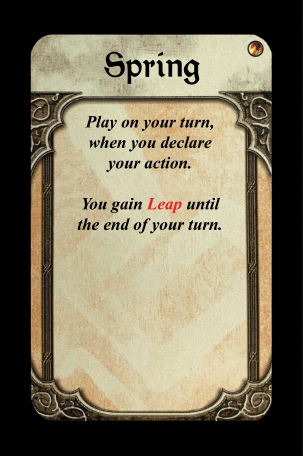 Spring
Play on your turn,
when you declare
your action.
You gain Leap until
the end of your turn.